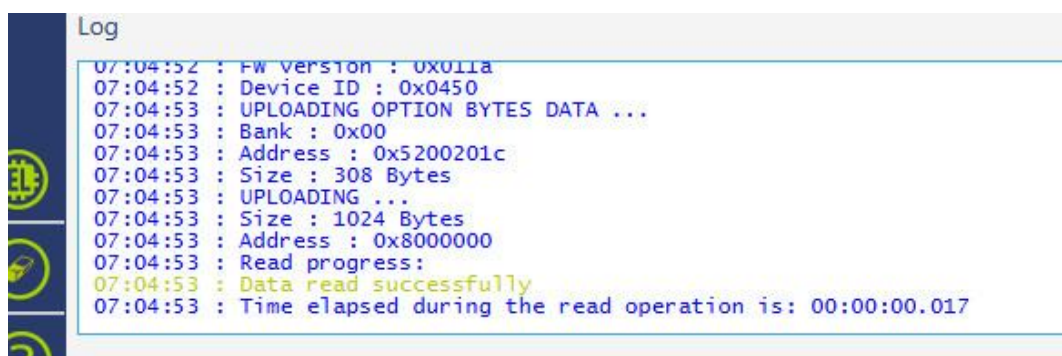 Log
07:04:52 : FW version : 0x011a
07:04:52 : Device ID : 0x0450
07:04:53 : UPLOADING OPTION BYTES DATA ...
07:04:53 : Bank : 0x00
07:04:53 : Address : 0x5200201c
07:04:53 : Size : 308 Bytes
07:04:53 : UPLOADING ...
07:04:53 : Size : 1024 Bytes
07:04:53 : Address : 0x8000000
07:04:53 : Read progress:
07:04:53 : Data read successfully
07:04:53 : Time elapsed during the read operation is: 00:00:00.017